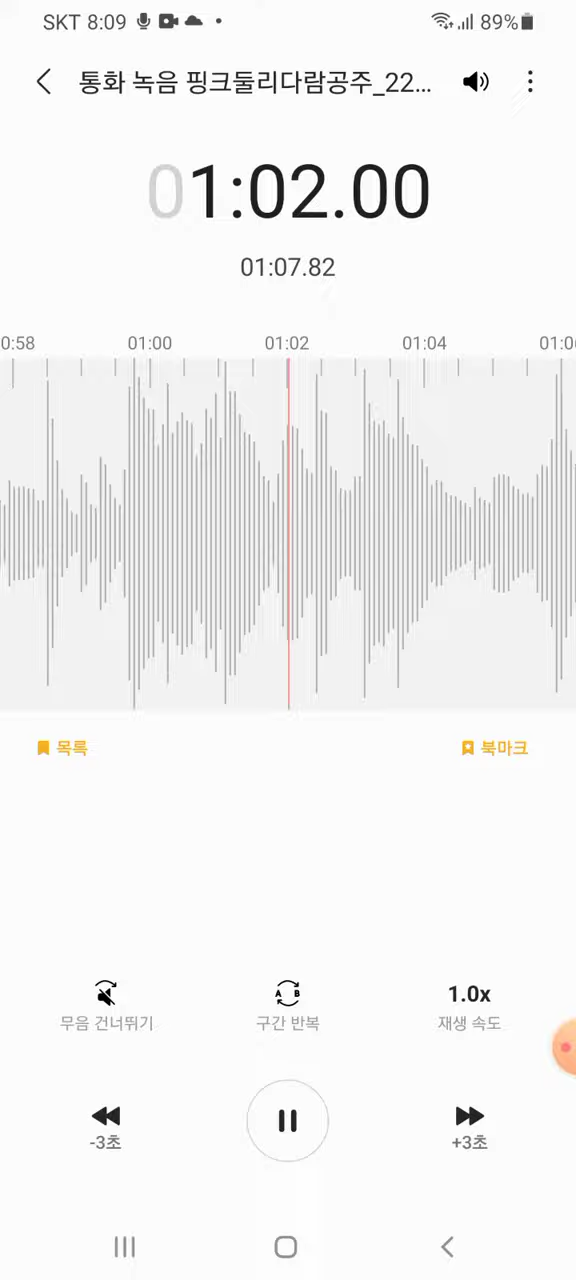 SKT 8:09 89%
통화 녹음 핑크둘리다람공주_22...
01:02.00
01:07.82
0:58 01:00 01:02 01:04 01:0
목록 북마크
A B 1.0x
무음 건너뛰기 구간 반복 재생 속도
-3초 +3초